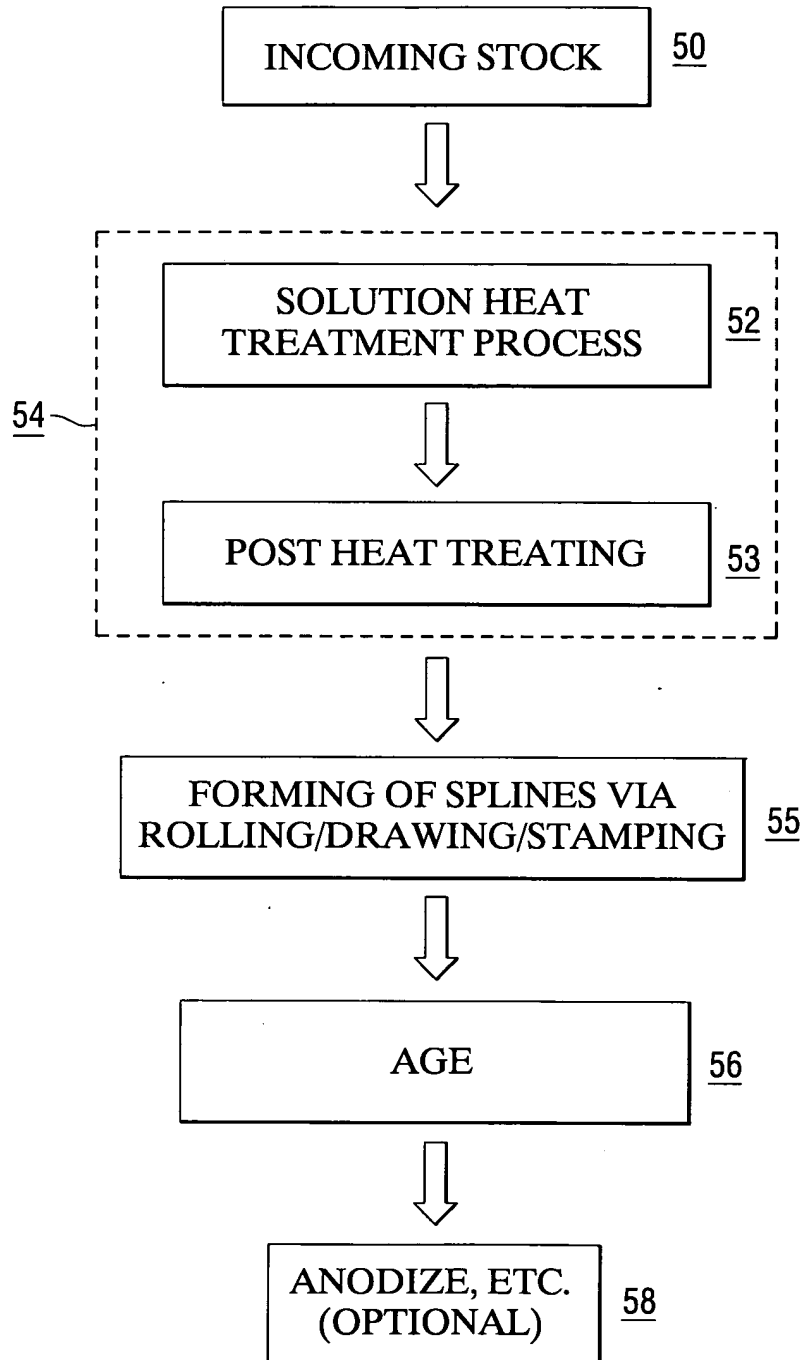 INCOMING STOCK 50
SOLUTION HEAT
TREATMENT PROCESS 52
54
POST HEAT TREATING 53
FORMING OF SPLINES VIA
ROLLING/DRAWING/STAMPING 55
AGE 56
ANODIZE, ETC.
(OPTIONAL) 58